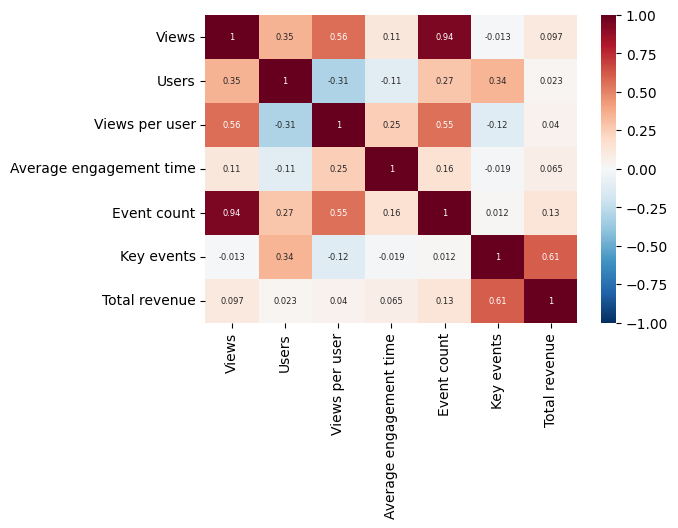 Views 1 0.35 0.56 0.11 0.94 -0.013 0.097
Users 0.35 1 -0.31 -0.11 0.27 0.34 0.023
Views per user 0.56 -0.31 1 0.25 0.55 -0.12 0.04
Average engagement time 0.11 -0.11 0.25 1 0.16 -0.019 0.065
Event count 0.94 0.27 0.55 0.16 1 0.012 0.13
Key events -0.013 0.34 -0.12 -0.019 0.012 1 0.61
Total revenue 0.097 0.023 0.04 0.065 0.13 0.61 1
Views
Users
Views per user
Average engagement time
Event count
Key events
Total revenue
1.00
0.75
0.50
0.25
0.00
−0.25
−0.50
−0.75
−1.00